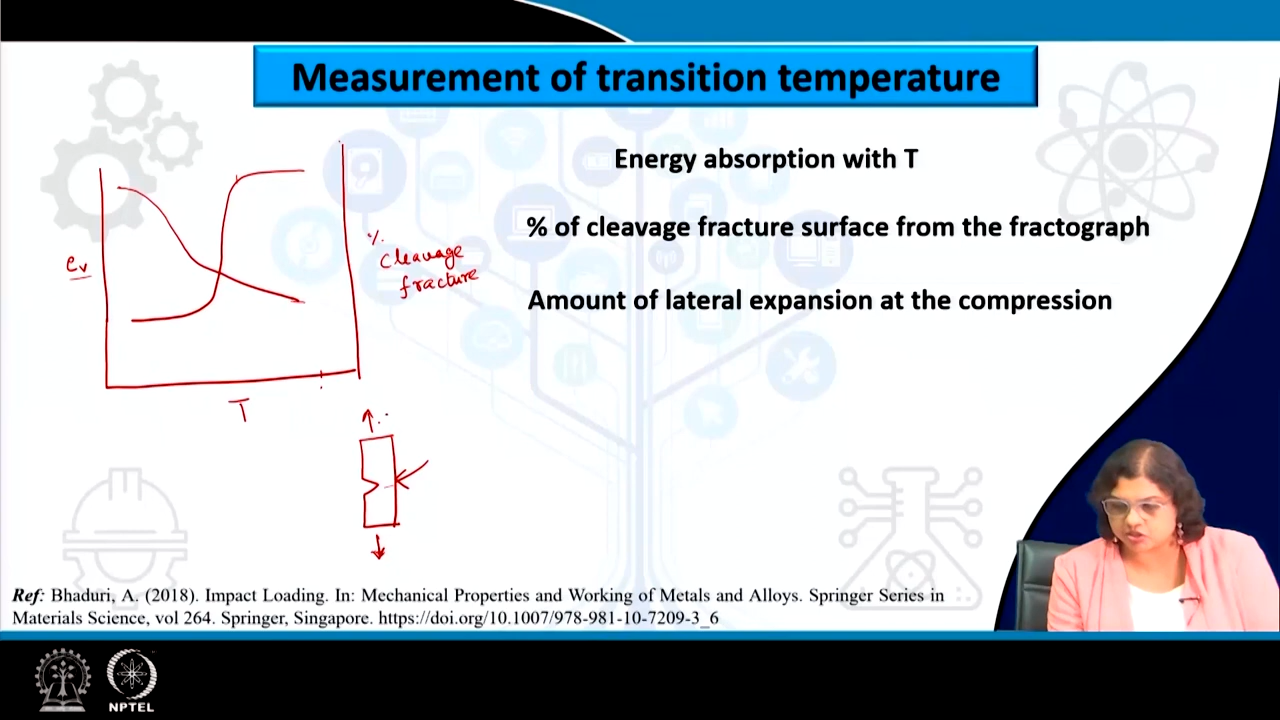 Measurement of transition temperature
Energy absorption with T
% of cleavage fracture surface from the fractograph
Amount of lateral expansion at the compression
ev
%
cleavage
fracture
T
Ref: Bhaduri, A. (2018). Impact Loading. In: Mechanical Properties and Working of Metals and Alloys. Springer Series in
Materials Science, vol 264. Springer, Singapore. https://doi.org/10.1007/978-981-10-7209-3_6
NPTEL